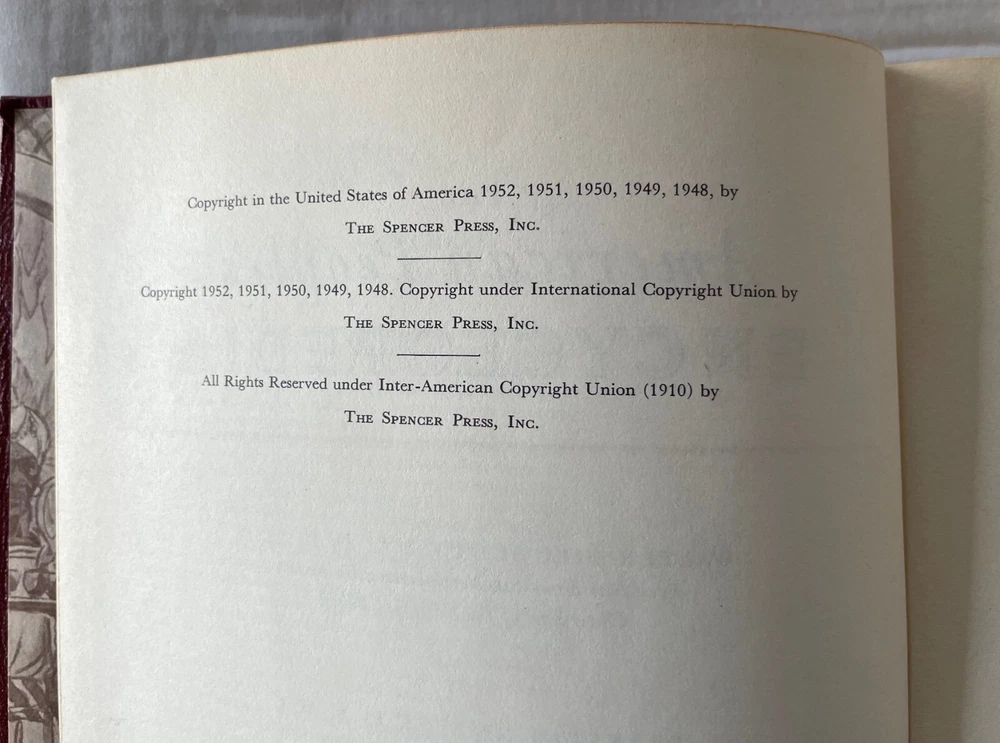 Copyright in the United States of America 1952, 1951, 1950, 1949, 1948, by
The Spencer Press, Inc.
Copyright 1952, 1951, 1950, 1949, 1948. Copyright under International Copyright Union by
The Spencer Press, Inc.
All Rights Reserved under Inter-American Copyright Union (1910) by
The Spencer Press, Inc.